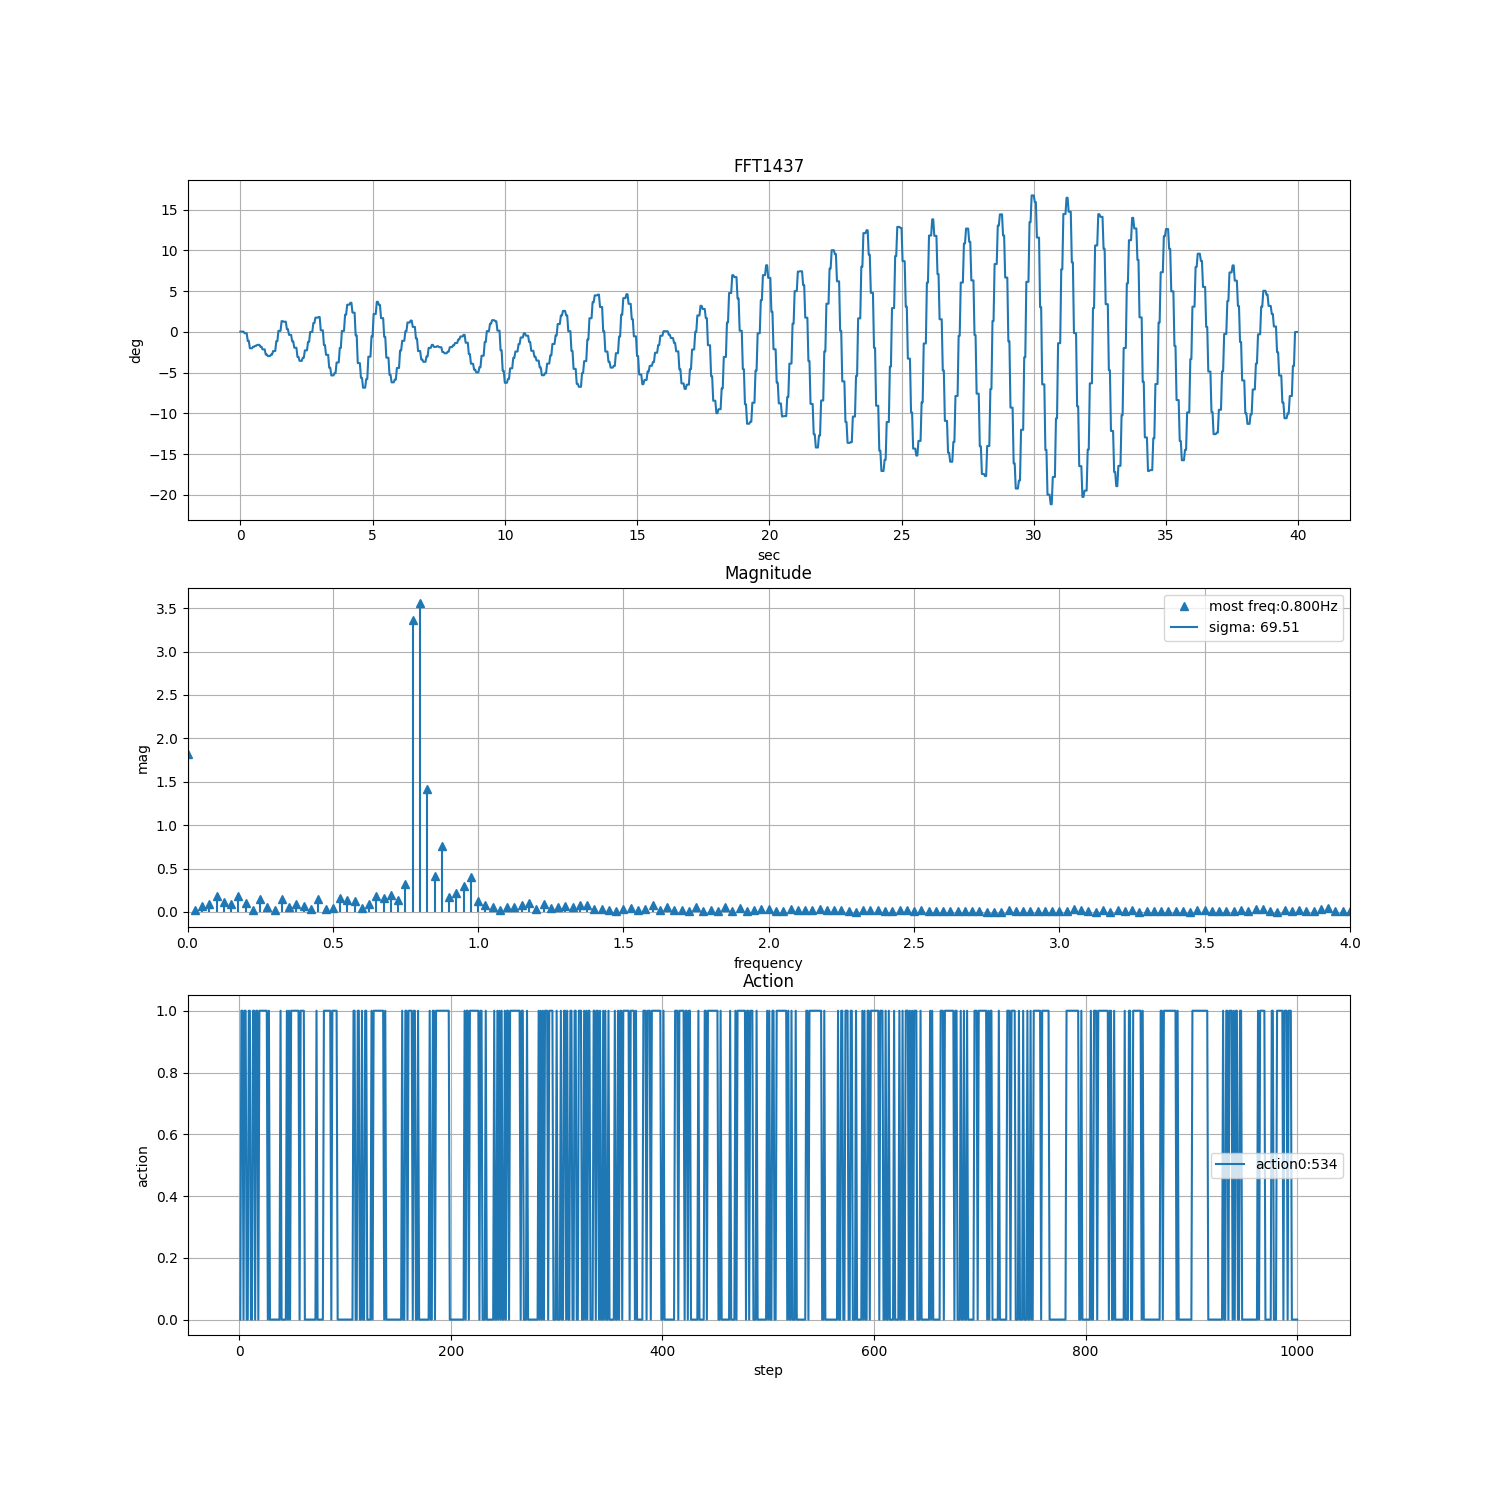 FFT1437
15
10
5
0
−5
−10
−15
−20
deg
0 5 10 15 20 25 30 35 40
sec
Magnitude
3.5
3.0
2.5
2.0
1.5
1.0
0.5
0.0
mag
most freq:0.800Hz
sigma: 69.51
0.0 0.5 1.0 1.5 2.0 2.5 3.0 3.5 4.0
frequency
Action
1.0
0.8
0.6
0.4
0.2
0.0
action
action0:534
0 200 400 600 800 1000
step